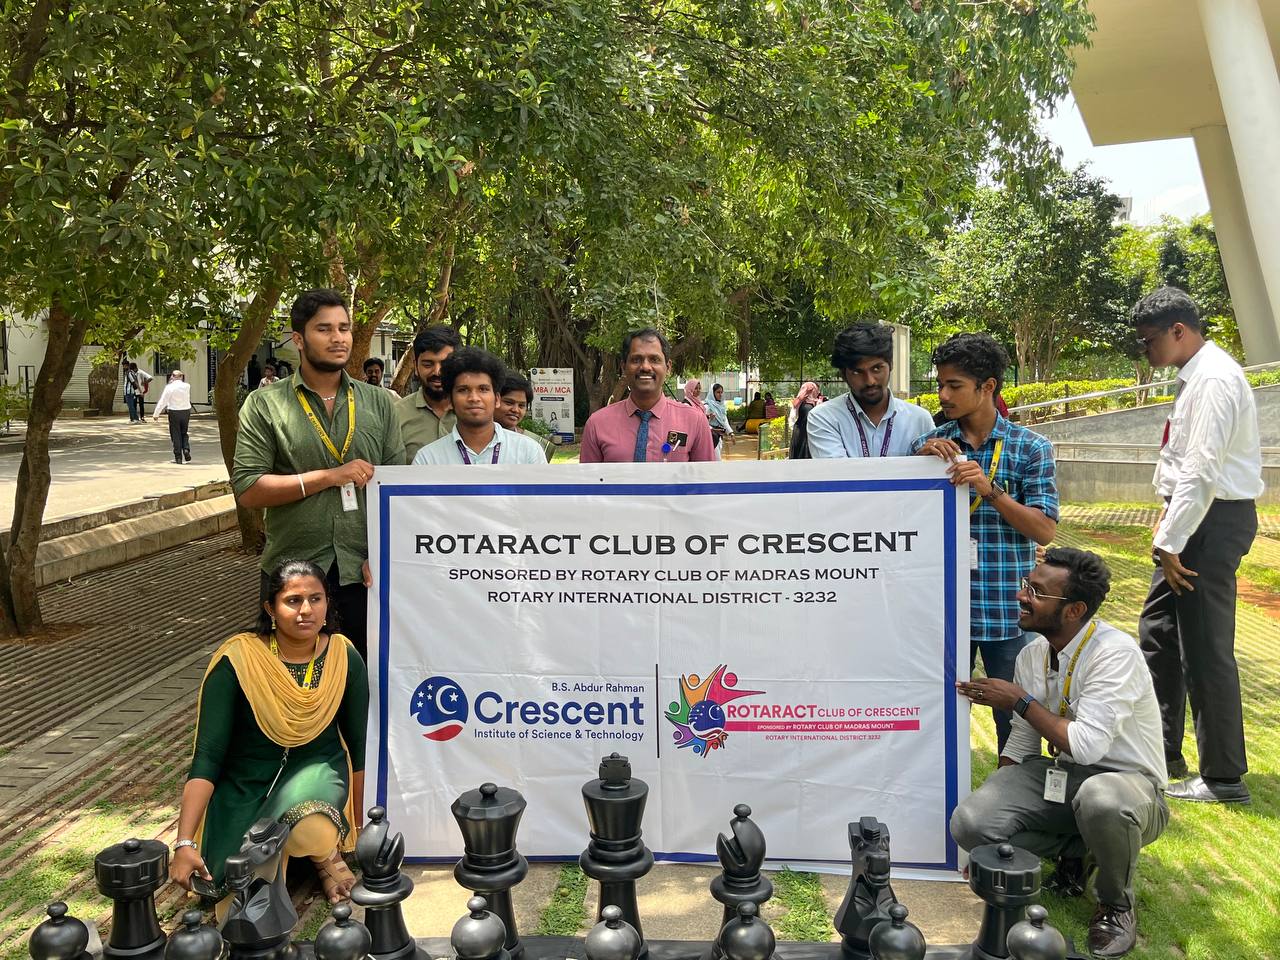 MBA / MCA
ROTARACT CLUB OF CRESCENT
SPONSORED BY ROTARY CLUB OF MADRAS MOUNT
ROTARY INTERNATIONAL DISTRICT - 3232
B.S. Abdur Rahman
Crescent
Institute of Science & Technology
ROTARACT CLUB OF CRESCENT
SPONSORED BY ROTARY CLUB OF MADRAS MOUNT
ROTARY INTERNATIONAL DISTRICT 3232